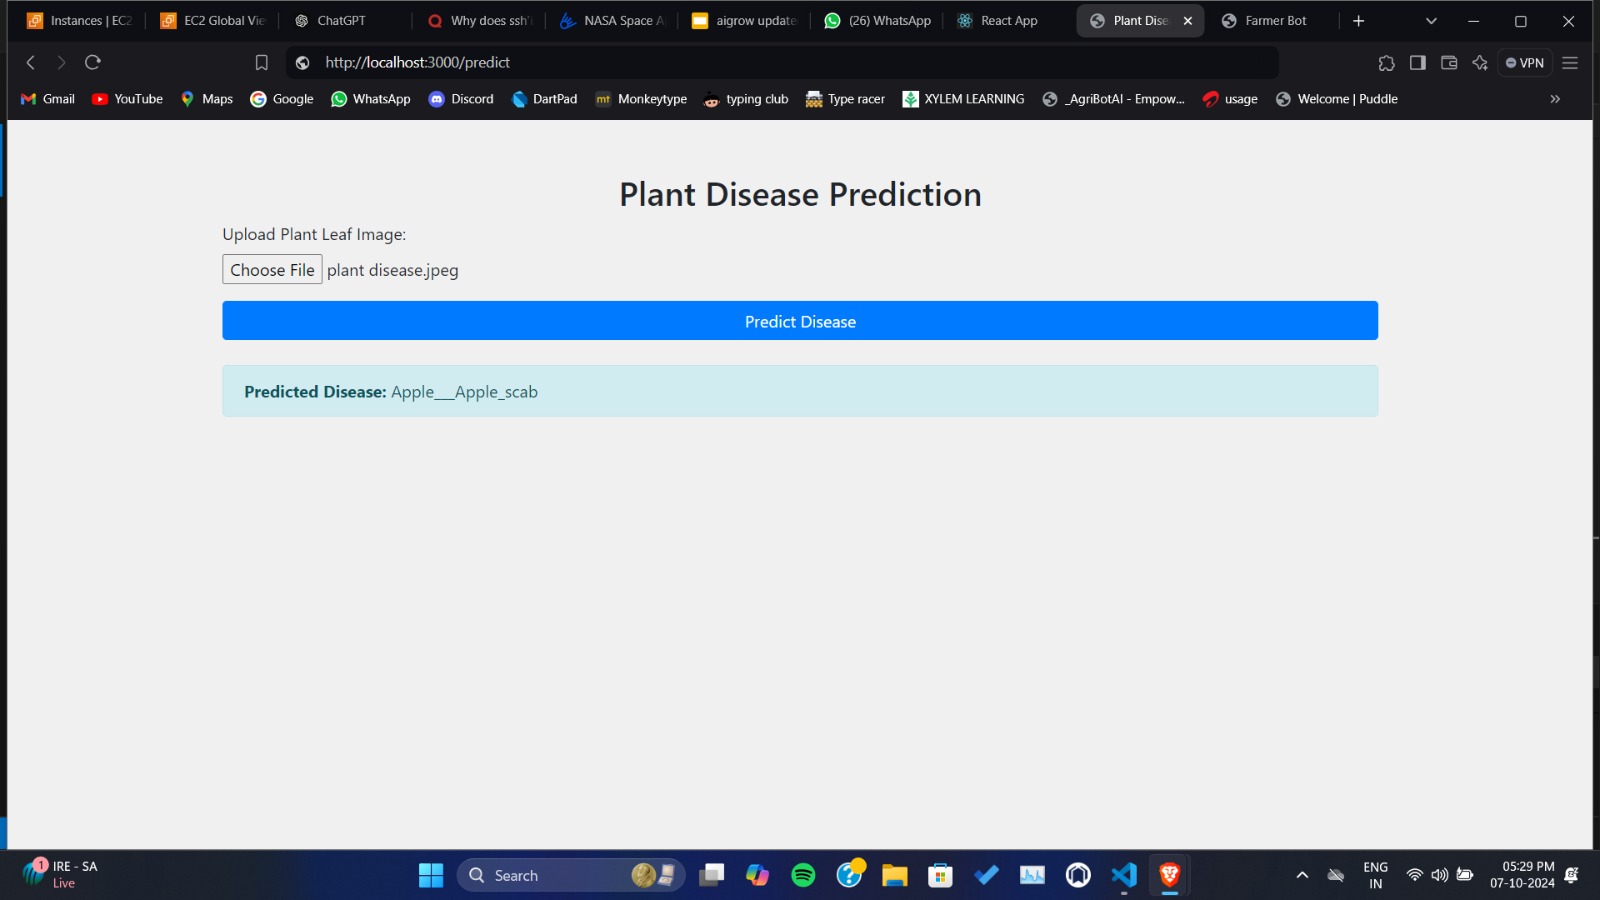 Instances | EC2
EC2 Global Vie
ChatGPT
Why does ssh'
NASA Space A
aigrow update
(26) WhatsApp
React App
Plant Dise
Farmer Bot
http://localhost:3000/predict
VPN
Gmail
YouTube
Maps
Google
WhatsApp
Discord
DartPad
mt Monkeytype
typing club
Type racer
XYLEM LEARNING
_AgriBotAI - Empow...
usage
Welcome | Puddle
Plant Disease Prediction
Upload Plant Leaf Image:
Choose File plant disease.jpeg
Predict Disease
Predicted Disease: Apple___Apple_scab
1
IRE - SA
Live
Search
ENG
IN
05:29 PM
07-10-2024